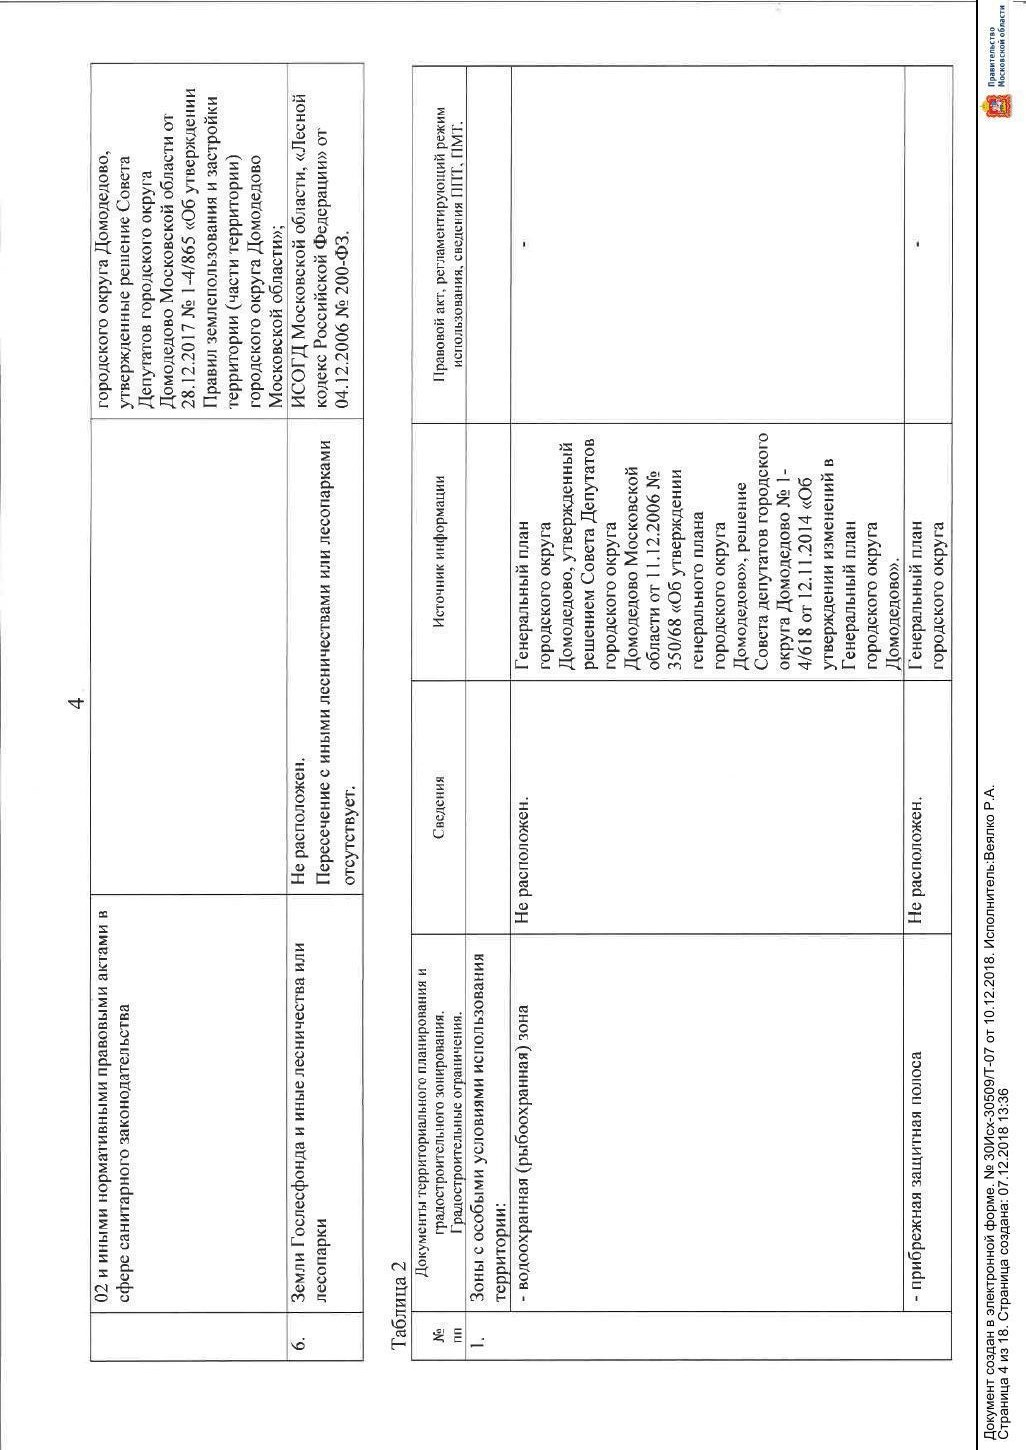 4
02 и иными нормативными правовыми актами в
сфере санитарного законодательства
городского округа Домодедово,
утвержденные решение Совета
Депутатов городского округа
Домодедово Московской области от
28.12.2017 № 1-4/865 «Об утверждении
Правил землепользования и застройки
территории (части территории)
городского округа Домодедово
Московской области»;
6.
Земли Гослесфонда и иные лесничества или
лесопарки
Не расположен.
Пересечение с иными лесничествами или лесопарками
отсутствует.
ИСОГД Московской области, «Лесной
кодекс Российской Федерации» от
04.12.2006 № 200-ФЗ.
Таблица 2
№
пп
Документы территориального планирования и
градостроительного зонирования.
Градостроительные ограничения.
Сведения
Источник информации
Правовой акт, регламентирующий режим
использования, сведения ППТ, ПМТ.
1.
Зоны с особыми условиями использования
территории:
- водоохранная (рыбоохранная) зона
Не расположен.
Генеральный план
городского округа
Домодедово, утвержденный
решением Совета Депутатов
городского округа
Домодедово Московской
области от 11.12.2006 №
350/68 «Об утверждении
генерального плана
городского округа
Домодедово», решение
Совета депутатов городского
округа Домодедово № 1-
4/618 от 12.11.2014 «Об
утверждении изменений в
Генеральный план
городского округа
Домодедово».
-
- прибрежная защитная полоса
Не расположен.
Генеральный план
городского округа
-
Документ создан в электронной форме. № 30Исх-30509/Т-07 от 10.12.2018. Исполнитель:Веялко Р.А.
Страница 4 из 18. Страница создана: 07.12.2018 13:36
Правительство
Московской области